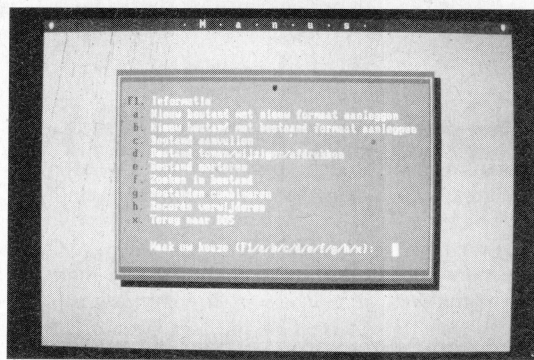 · M · a · n · u · s ·
F1. Informatie
a. Nieuw bestand met nieuw formaat aanleggen
b. Nieuw bestand met bestaand formaat aanleggen
c. Bestand aanvullen
d. Bestand tonen/wijzigen/afdrukken
e. Bestand sorteren
f. Zoeken in bestand
g. Bestanden combineren
h. Records verwijderen
x. Terug naar DOS
Maak uw keuze (F1/a/b/c/d/e/f/g/h/x):